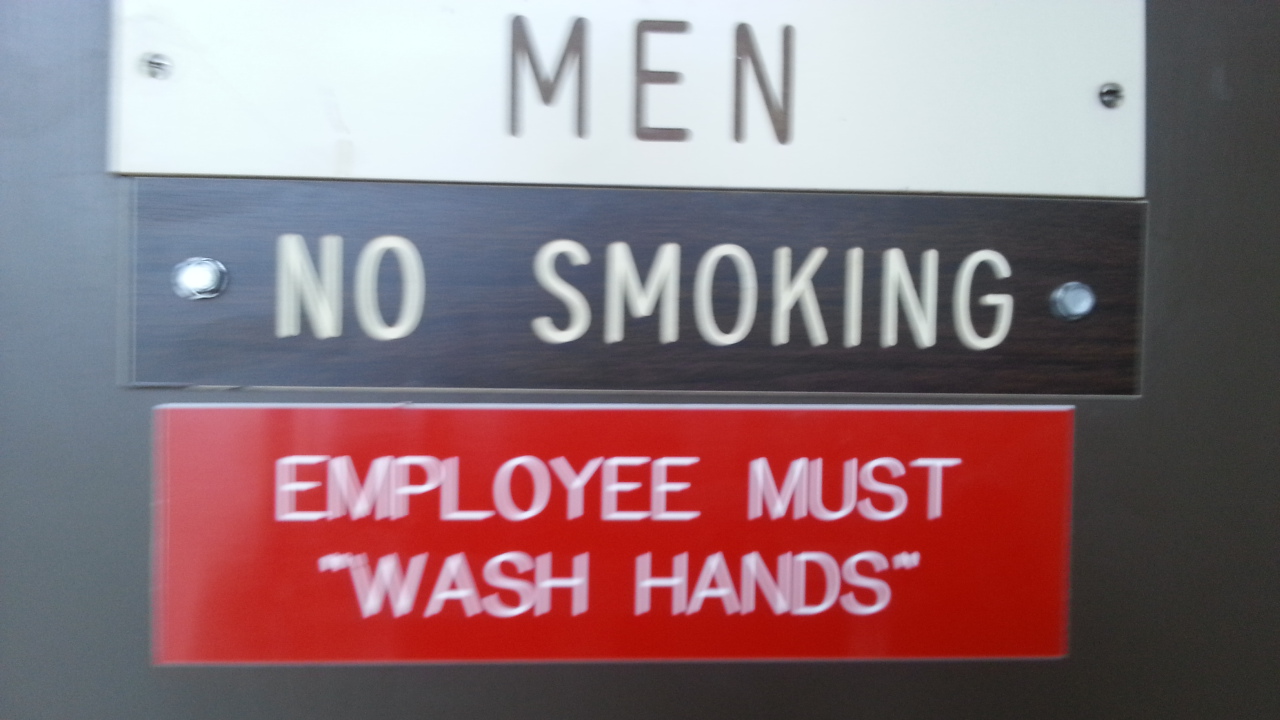 MEN
NO SMOKING
EMPLOYEE MUST
"WASH HANDS"